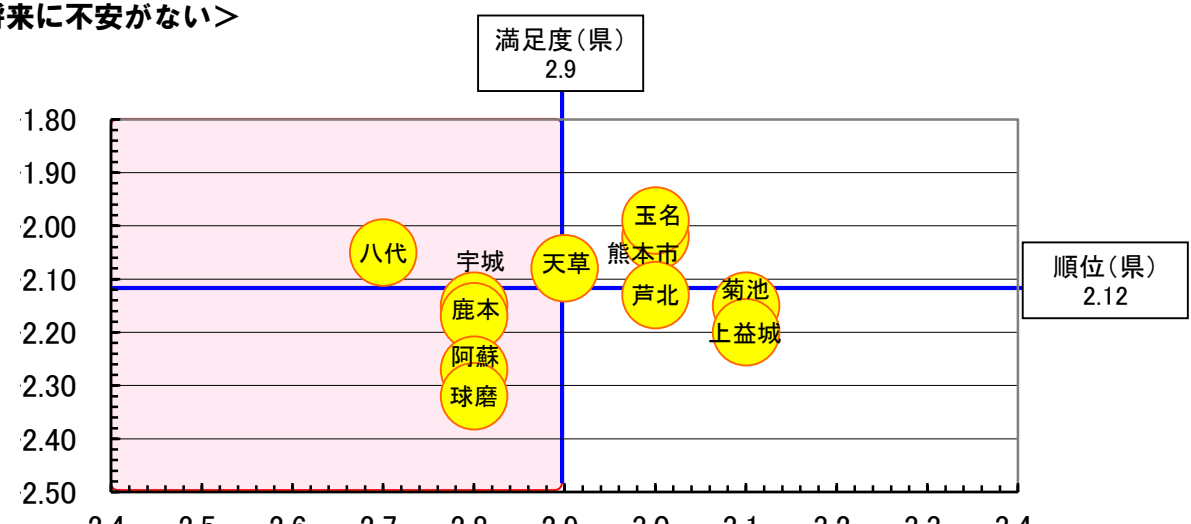 将来に不安がない＞
満足度（県）
2.9
1.80
1.90
2.00
2.10
2.20
2.30
2.40
2.50
玉名
熊本市
八代
宇城
天草
鹿本
芦北
菊池
上益城
阿蘇
球磨
順位（県）
2.12